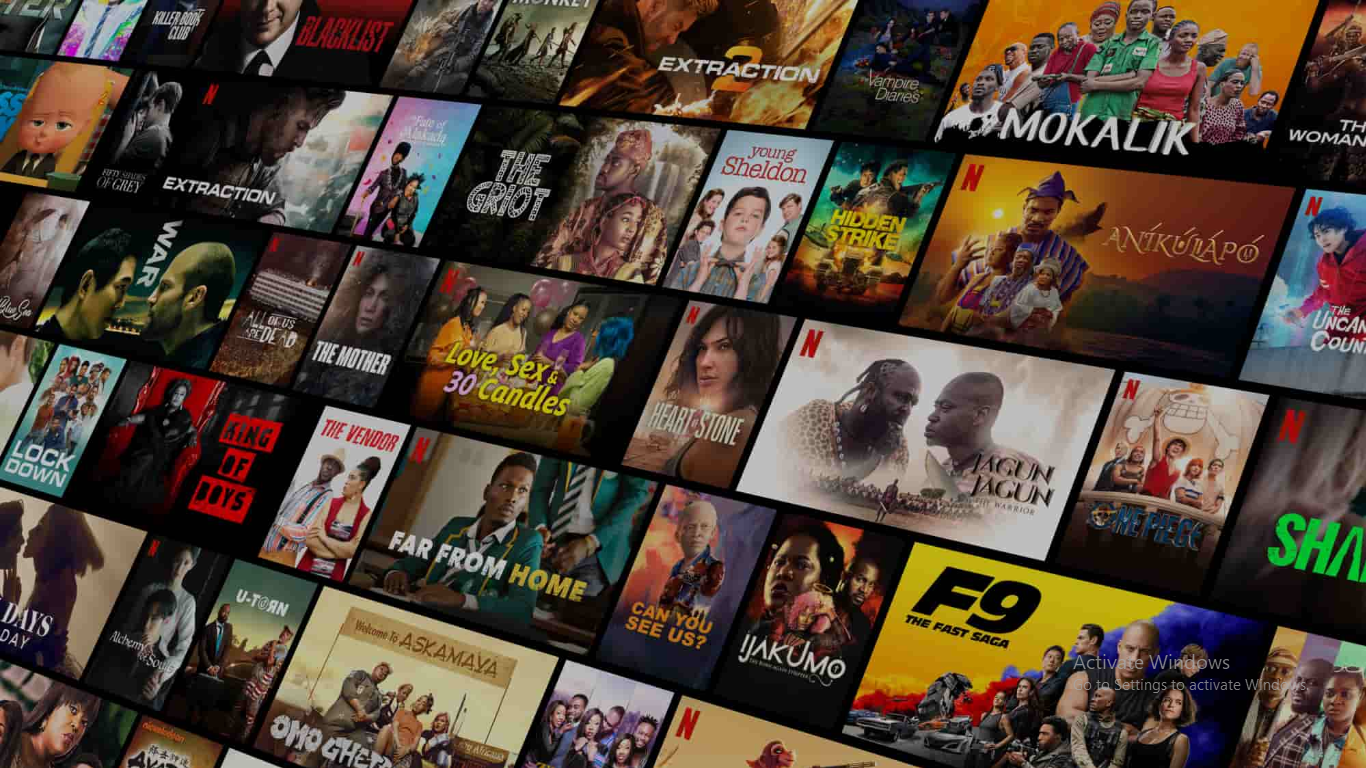 KILLER BOOK
CLUB
BLACKLIST
MONKEY
EXTRACTION
2
The
Vampire
Diaries
MOKALIK
WOMAN
FIFTY SHADES
OF GREY
N
EXTRACTION
The Fate of
THE
GRIOT
young
Sheldon
HIDDEN
STRIKE
N
ANÍKÚLÁPÓ
N
THE
UNCAN
COUN
WAR
ALL OF US
ARE DEAD
N
THE MOTHER
N
Love, Sex &
30 Candles
N
HEART OF STONE
N
JAGUN
JAGUN
THE WARRIOR
N
ONE PIECE
N
SHA
LOCK
DOWN
KING
OF
BOYS
THE VENDOR
N
FAR FROM HOME
CAN YOU
SEE US?
IJAKUMO
F9
THE FAST SAGA
DAYS
DAY
N
Alchemy of Souls
U-TURN
Welcome To ASKAMAYA
OMO GHETTO
N
nickelodeon
Activate Windows
Go to Settings to activate Windows.